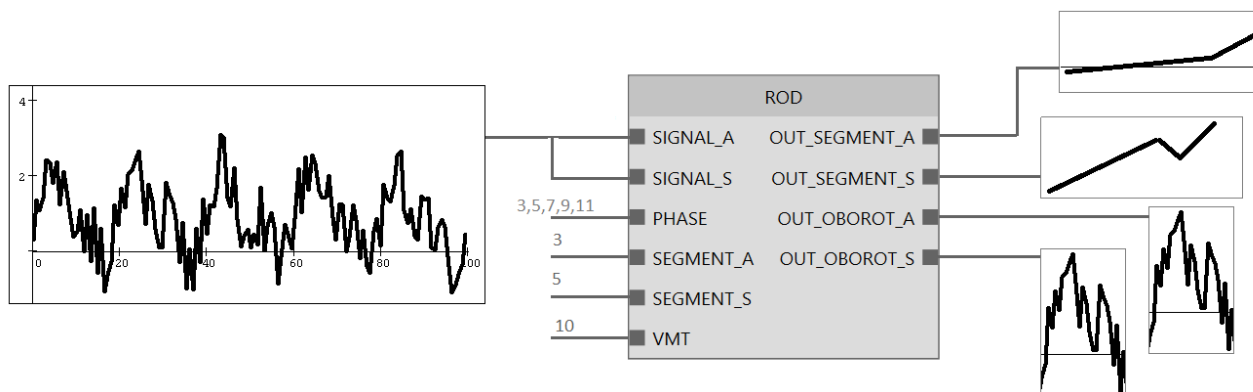 4
2
0 20 40 60 80 100
ROD
SIGNAL_A OUT_SEGMENT_A
SIGNAL_S OUT_SEGMENT_S
3,5,7,9,11
PHASE OUT_OBOROT_A
3
SEGMENT_A OUT_OBOROT_S
5
SEGMENT_S
10
VMT